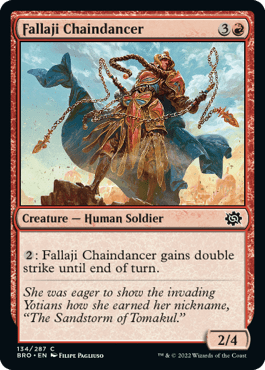 Fallaji Chaindancer 3
Creature — Human Soldier
2: Fallaji Chaindancer gains double
strike until end of turn.
She was eager to show the invading
Yotians how she earned her nickname,
“The Sandstorm of Tomakul.”
2/4
134/287 C
BRO • EN Filipe Pagliuso
™ & © 2022 Wizards of the Coast